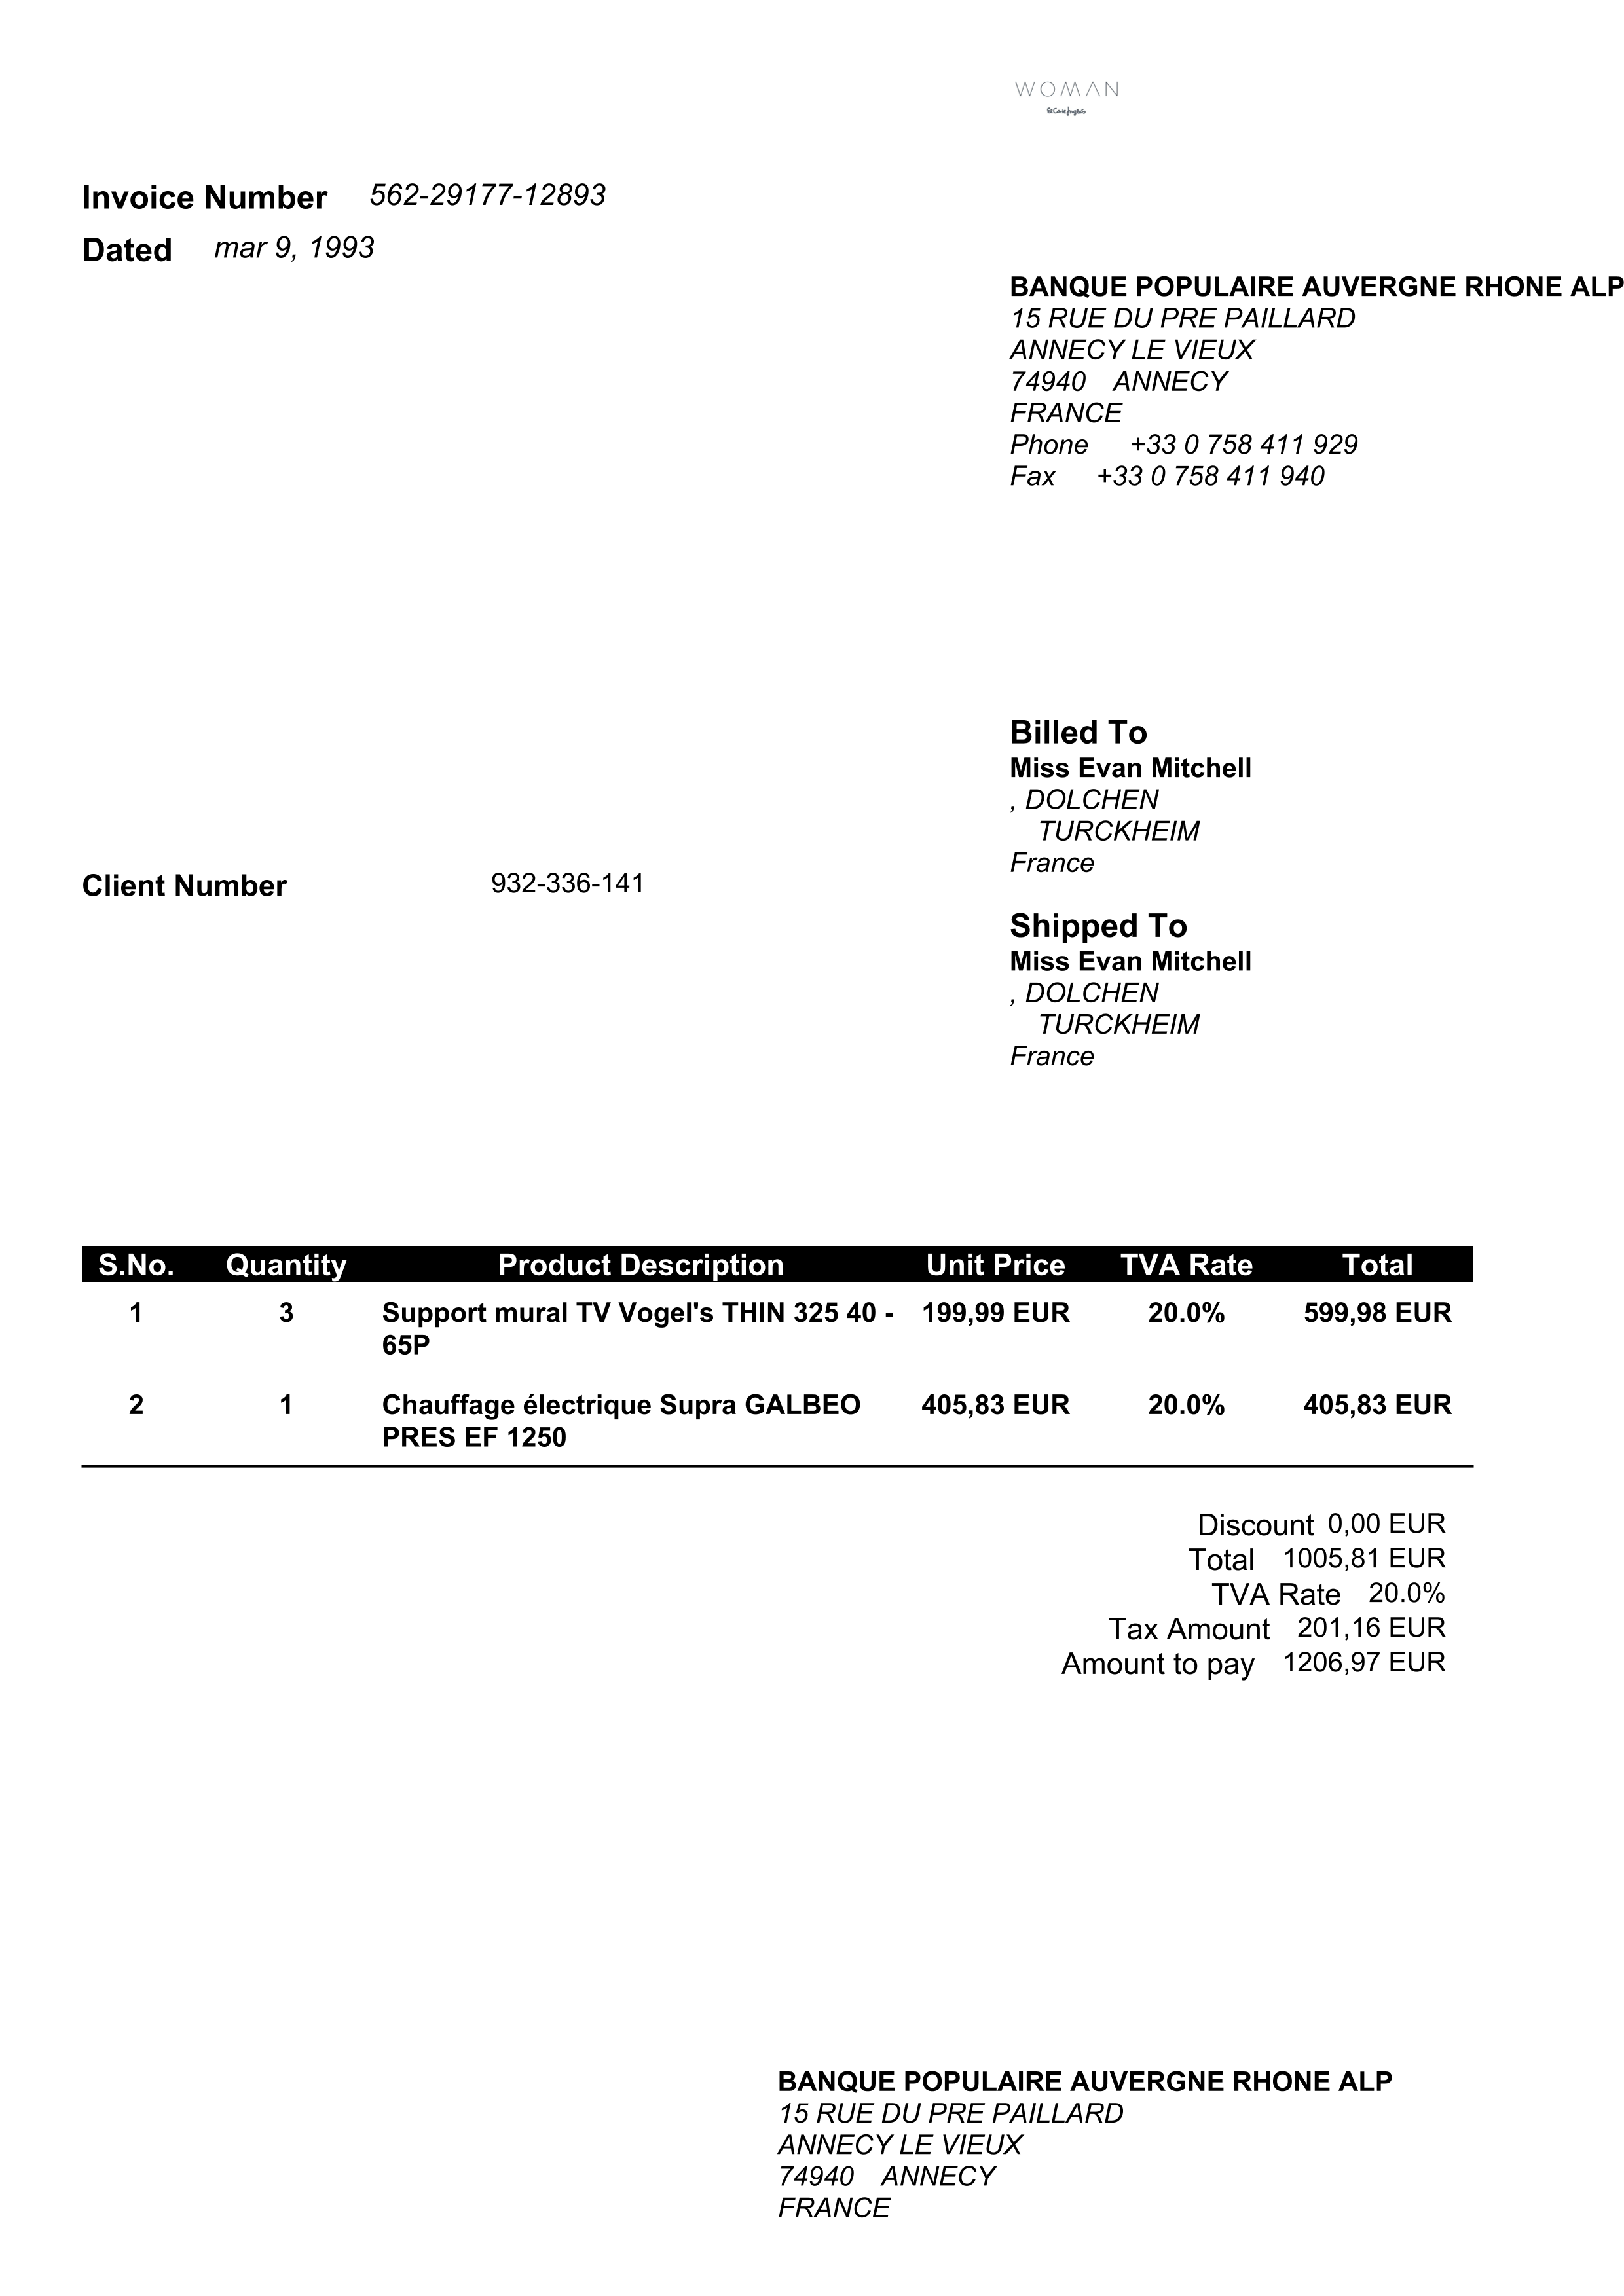 WOMAN
El Corte Inglés
Invoice Number 562-29177-12893
Dated mar 9, 1993
BANQUE POPULAIRE AUVERGNE RHONE ALP
15 RUE DU PRE PAILLARD
ANNECY LE VIEUX
74940 ANNECY
FRANCE
Phone +33 0 758 411 929
Fax +33 0 758 411 940
Billed To
Miss Evan Mitchell
, DOLCHEN
TURCKHEIM
France
Client Number 932-336-141
Shipped To
Miss Evan Mitchell
, DOLCHEN
TURCKHEIM
France
S.No. Quantity Product Description Unit Price TVA Rate Total
1 3 Support mural TV Vogel's THIN 325 40 - 199,99 EUR 20.0% 599,98 EUR
65P
2 1 Chauffage électrique Supra GALBEO 405,83 EUR 20.0% 405,83 EUR
PRES EF 1250
Discount 0,00 EUR
Total 1005,81 EUR
TVA Rate 20.0%
Tax Amount 201,16 EUR
Amount to pay 1206,97 EUR
BANQUE POPULAIRE AUVERGNE RHONE ALP
15 RUE DU PRE PAILLARD
ANNECY LE VIEUX
74940 ANNECY
FRANCE